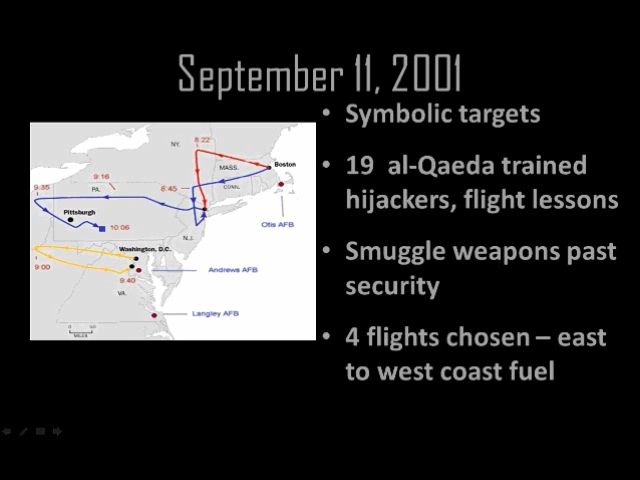 September 11, 2001
• Symbolic targets
• 19 al-Qaeda trained
hijackers, flight lessons
• Smuggle weapons past
security
• 4 flights chosen – east
to west coast fuel
NY.
8:22
Boston
MASS.
9:16
CONN.
9:35
PA.
8:45
Pittsburgh
10:06
Otis AFB
N.J.
Washington, D.C.
9:00
9:40
Andrews AFB
VA.
Langley AFB
MILES